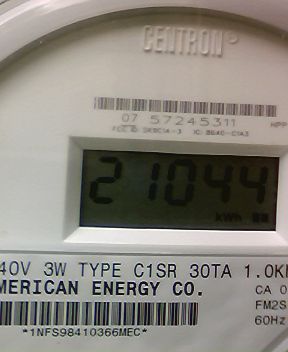 CENTRON®
07 57245311
21044
kWh
40V 3W TYPE C1SR 30TA 1.0K
MERICAN ENERGY CO.
CA 0
FM2S
60Hz
*1NFS98410366MEC*